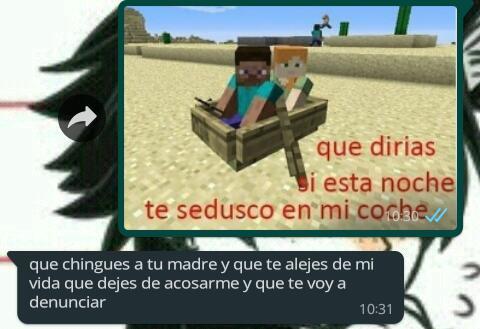 que dirias
si esta noche
te sedusco en mi coche
10:30
que chingues a tu madre y que te alejes de mi
vida que dejes de acosarme y que te voy a
denunciar
10:31